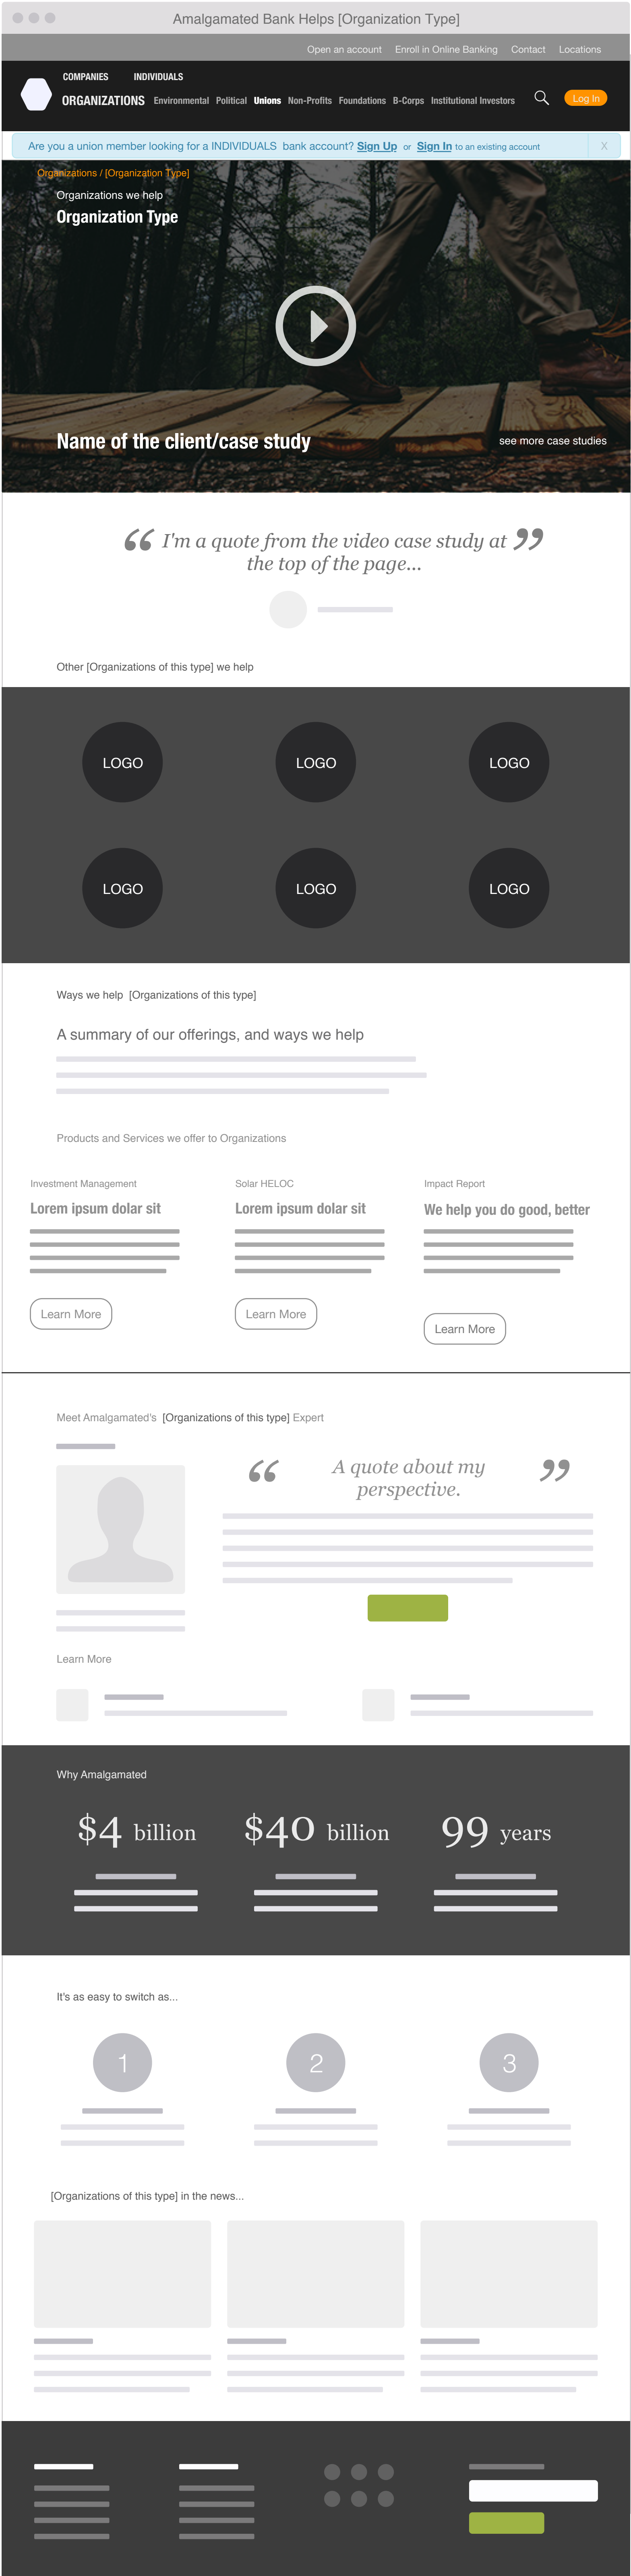 Amalgamated Bank Helps [Organization Type]
Open an account Enroll in Online Banking Contact Locations
COMPANIES INDIVIDUALS
ORGANIZATIONS Environmental Political Unions Non-Profits Foundations B-Corps Institutional Investors Log In
Are you a union member looking for a INDIVIDUALS bank account? Sign Up or Sign In to an existing account X
Organizations / [Organization Type]
Organizations we help
Organization Type
Name of the client/case study
see more case studies
“ I'm a quote from the video case study at ”
the top of the page...
Other [Organizations of this type] we help
LOGO LOGO LOGO
LOGO LOGO LOGO
Ways we help [Organizations of this type]
A summary of our offerings, and ways we help
Products and Services we offer to Organizations
Investment Management Solar HELOC Impact Report
Lorem ipsum dolar sit Lorem ipsum dolar sit We help you do good, better
Learn More Learn More Learn More
Meet Amalgamated's [Organizations of this type] Expert
“ A quote about my ”
perspective.
Learn More
Why Amalgamated
$4 billion $40 billion 99 years
It's as easy to switch as...
1 2 3
[Organizations of this type] in the news...